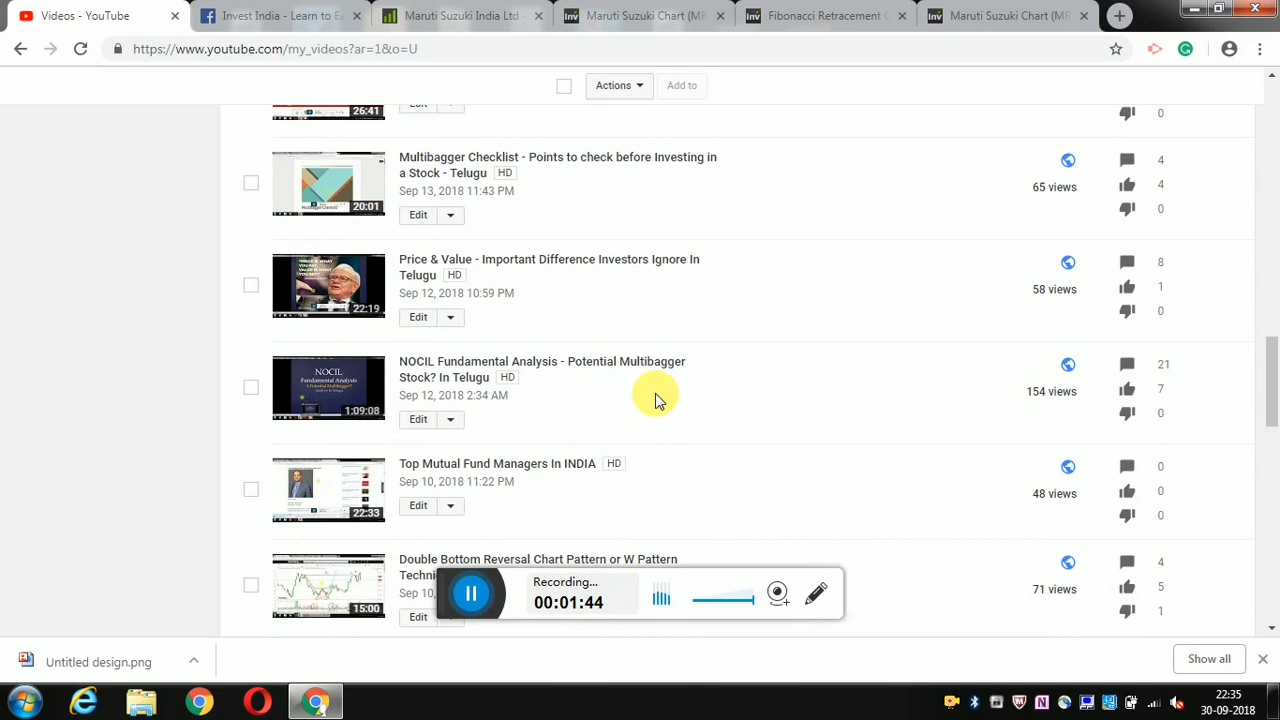 Videos - YouTube
Invest India - Learn to Ea
Maruti Suzuki India Ltd
Maruti Suzuki Chart (MR
Fibonacci Retracement C
Maruti Suzuki Chart (MR
https://www.youtube.com/my_videos?ar=1&o=U
Actions
Add to
26:41
Edit
0
Multibagger Checklist - Points to check before Investing in
a Stock - Telugu HD
Sep 13, 2018 11:43 PM
Edit
20:01
65 views
4
4
0
Price & Value - Important Difference Investors Ignore In
Telugu HD
Sep 12, 2018 10:59 PM
Edit
22:19
58 views
8
1
0
NOCIL
Fundamental Analysis
1:09:08
NOCIL Fundamental Analysis - Potential Multibagger
Stock? In Telugu HD
Sep 12, 2018 2:34 AM
Edit
154 views
21
7
0
Top Mutual Fund Managers In INDIA HD
Sep 10, 2018 11:22 PM
Edit
22:33
48 views
0
0
0
Double Bottom Reversal Chart Pattern or W Pattern
Techni
Sep 10,
Edit
15:00
71 views
4
5
1
Recording...
00:01:44
Untitled design.png
Show all
22:35
30-09-2018